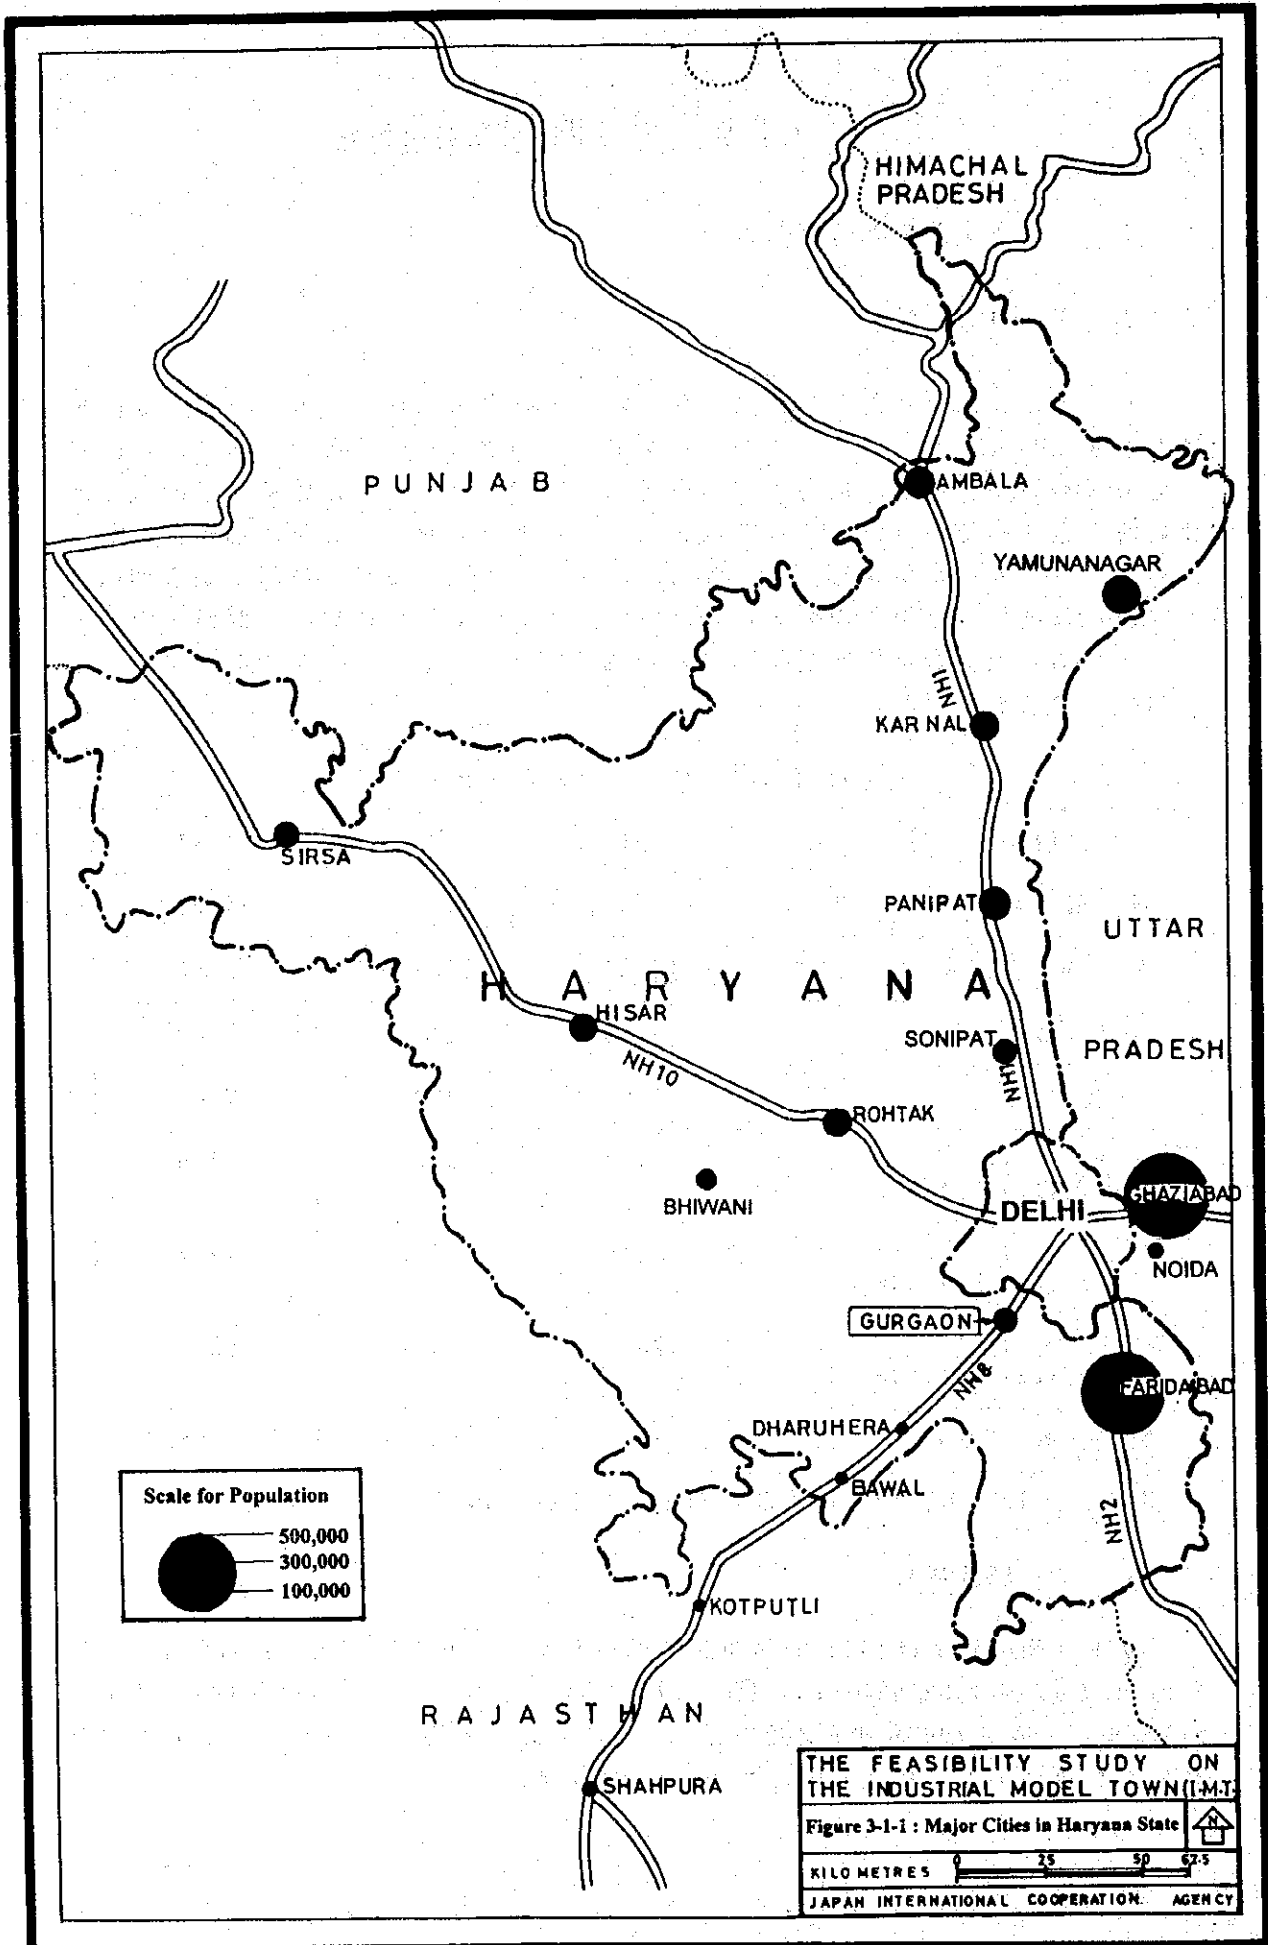 HIMACHAL
PRADESH
PUNJAB
AMBALA
YAMUNANAGAR
NH1
KARNAL
SIRSA
PANIPAT
UTTAR
HARYANA
HISAR
SONIPAT
PRADESH
NH10
NH1
ROHTAK
BHIWANI
GHAZIABAD
DELHI
NOIDA
GURGAON
NH8
FARIDABAD
DHARUHERA
BAWAL
Scale for Population
500,000
300,000
100,000
NH2
KOTPUTLI
RAJASTHAN
SHAHPURA
THE FEASIBILITY STUDY ON
THE INDUSTRIAL MODEL TOWN (I.M.T.
Figure 3-1-1 : Major Cities in Haryana State
N
KILOMETRES 0 25 50 62.5
JAPAN INTERNATIONAL COOPERATION AGENCY